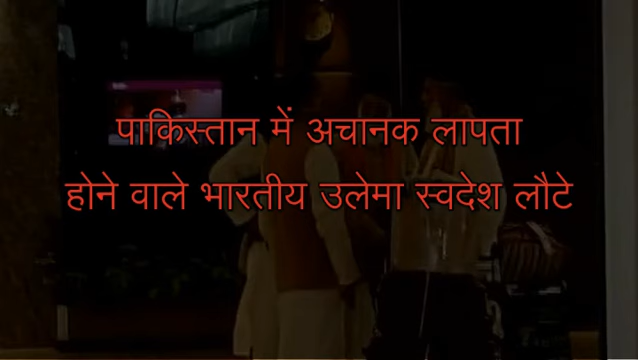 पाकिस्तान में अचानक लापता
होने वाले भारतीय उलेमा स्वदेश लौटे